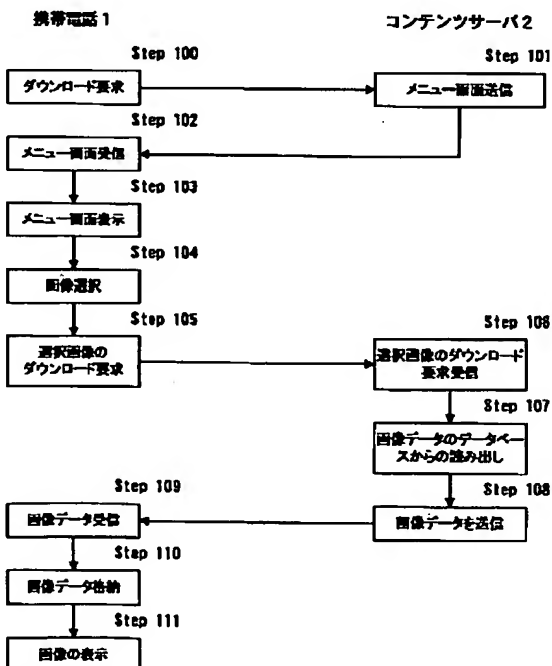 携帯電話1
コンテンツサーバ2
Step 100
Step 101
ダウンロード要求
メニュー画面送信
Step 102
メニュー画面受信
Step 103
メニュー画面表示
Step 104
画像選択
Step 105
選択画像の
ダウンロード要求
Step 106
選択画像のダウンロード
要求受信
Step 107
画像データのデータベー
スからの読み出し
Step 108
画像データを送信
Step 109
画像データ受信
Step 110
画像データ格納
Step 111
画像の表示